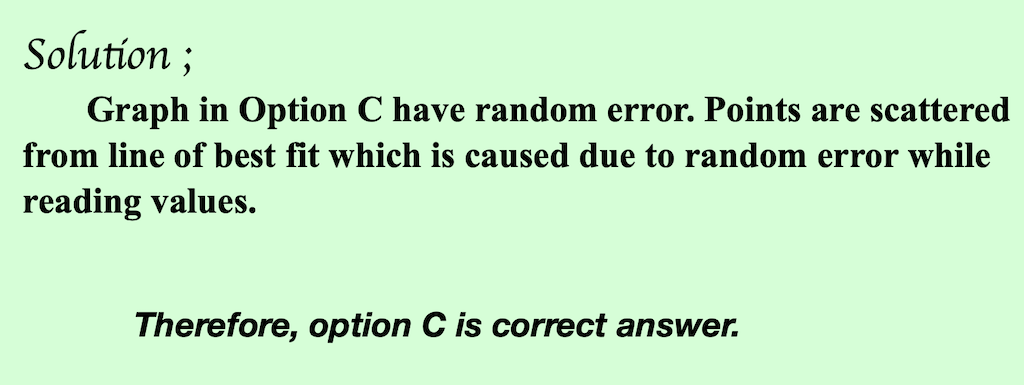 Solution ;
Graph in Option C have random error. Points are scattered
from line of best fit which is caused due to random error while
reading values.
Therefore, option C is correct answer.